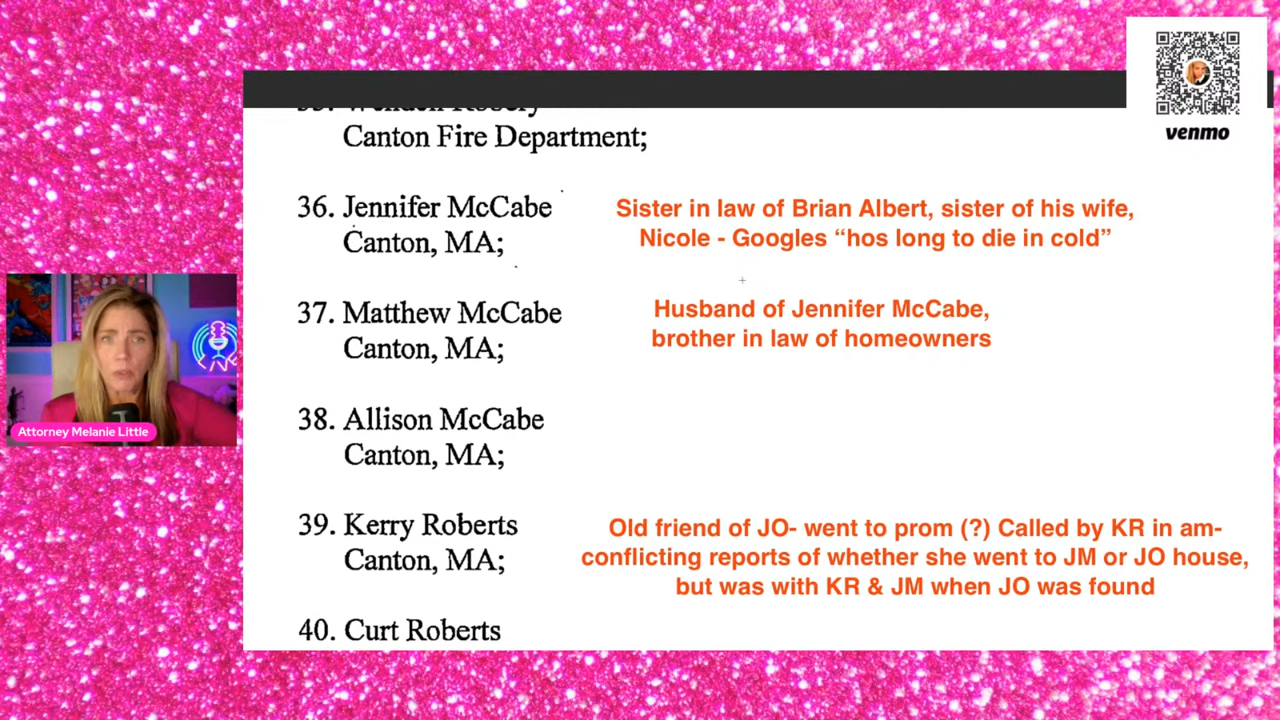 venmo
Canton Fire Department;
36. Jennifer McCabe
Canton, MA;
Sister in law of Brian Albert, sister of his wife,
Nicole - Googles “hos long to die in cold”
37. Matthew McCabe
Canton, MA;
Husband of Jennifer McCabe,
brother in law of homeowners
38. Allison McCabe
Canton, MA;
39. Kerry Roberts
Canton, MA;
Old friend of JO- went to prom (?) Called by KR in am-
conflicting reports of whether she went to JM or JO house,
but was with KR & JM when JO was found
40. Curt Roberts
Attorney Melanie Little